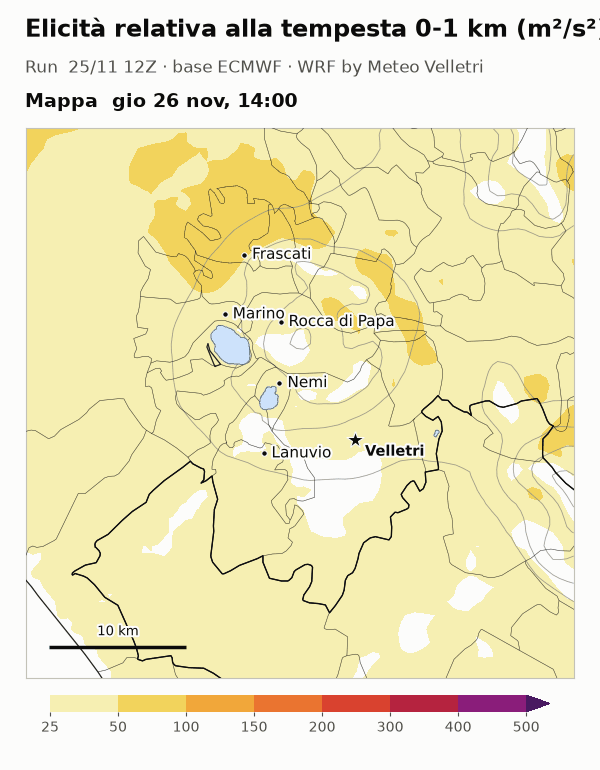 Elicità relativa alla tempesta 0-1 km (m²/s²)
Run 25/11 12Z · base ECMWF · WRF by Meteo Velletri
Mappa gio 26 nov, 14:00
Frascati
Marino
Rocca di Papa
Nemi
Velletri
Lanuvio
10 km
25 50 100 150 200 300 400 500